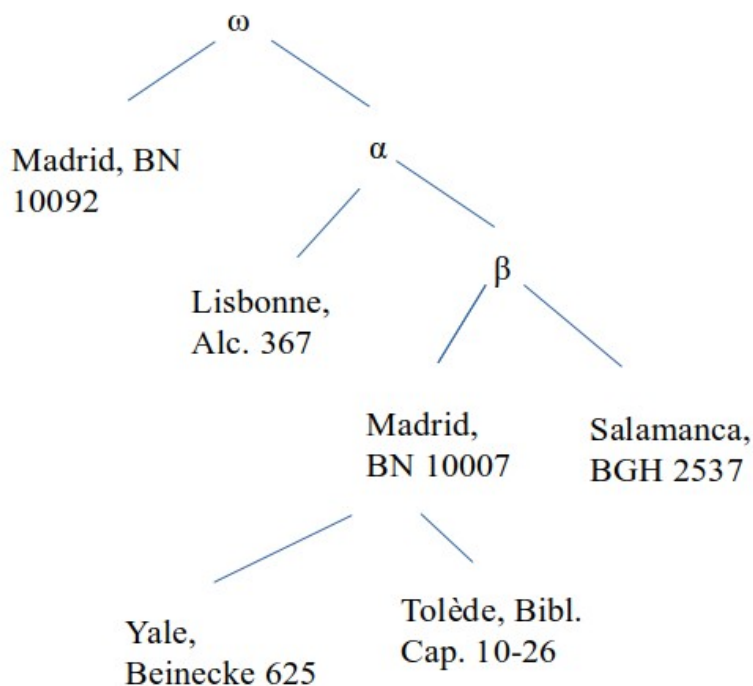 ω
Madrid, BN
10092
α
Lisbonne,
Alc. 367
β
Madrid,
BN 10007
Salamanca,
BGH 2537
Yale,
Beinecke 625
Tolède, Bibl.
Cap. 10-26